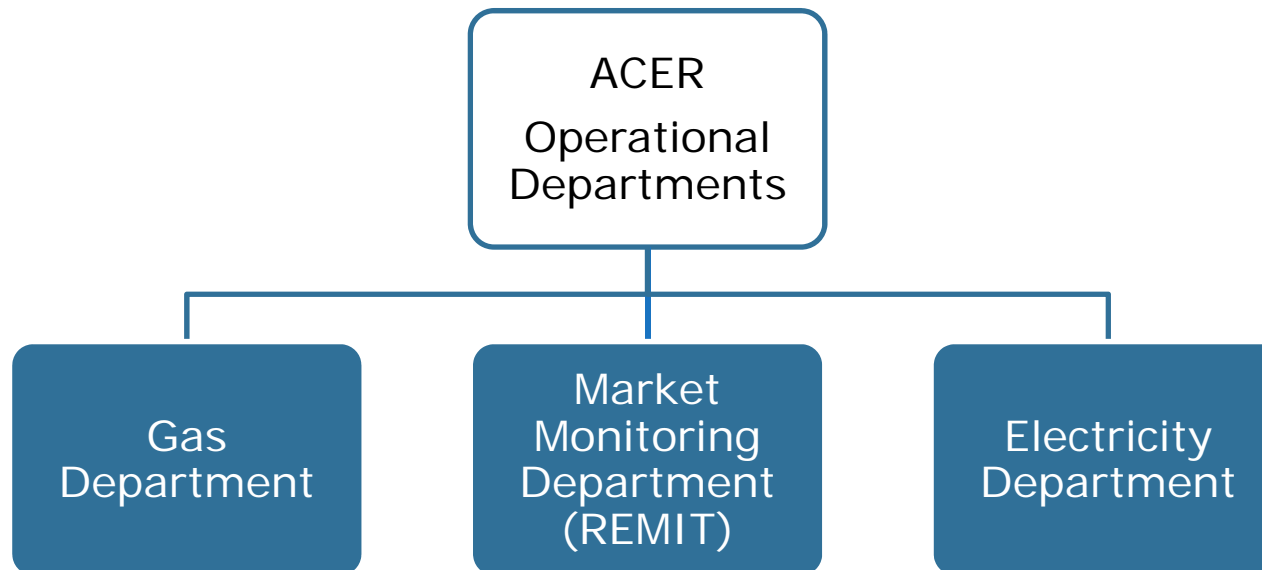 ACER
Operational
Departments
Gas
Department
Market
Monitoring
Department
(REMIT)
Electricity
Department